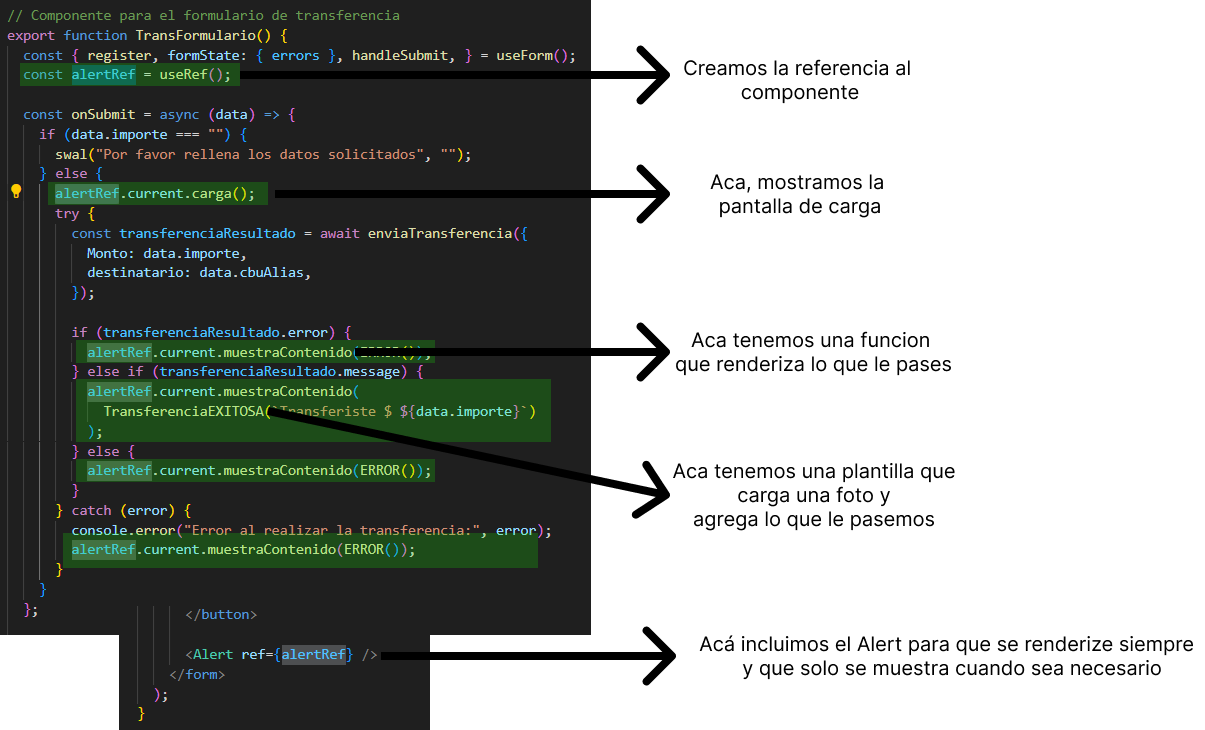 // Componente para el formulario de transferencia
export function TransFormulario() {
const { register, formState: { errors }, handleSubmit, } = useForm();
const alertRef = useRef();
Creamos la referencia al
componente
const onSubmit = async (data) => {
if (data.importe === "") {
swal("Por favor rellena los datos solicitados", "");
} else {
alertRef.current.carga();
Aca, mostramos la
pantalla de carga
try {
const transferenciaResultado = await enviaTransferencia({
Monto: data.importe,
destinatario: data.cbuAlias,
});
if (transferenciaResultado.error) {
alertRef.current.muestraContenido(ERROR());
Aca tenemos una funcion
que renderiza lo que le pases
} else if (transferenciaResultado.message) {
alertRef.current.muestraContenido(
TransferenciaEXITOSA(`Transferiste $ ${data.importe}`)
);
Aca tenemos una plantilla que
carga una foto y
agrega lo que le pasemos
} else {
alertRef.current.muestraContenido(ERROR());
}
} catch (error) {
console.error("Error al realizar la transferencia:", error);
alertRef.current.muestraContenido(ERROR());
}
}
};
</button>
<Alert ref={alertRef} />
Acá incluimos el Alert para que se renderize siempre
y que solo se muestra cuando sea necesario
</form>
);
}